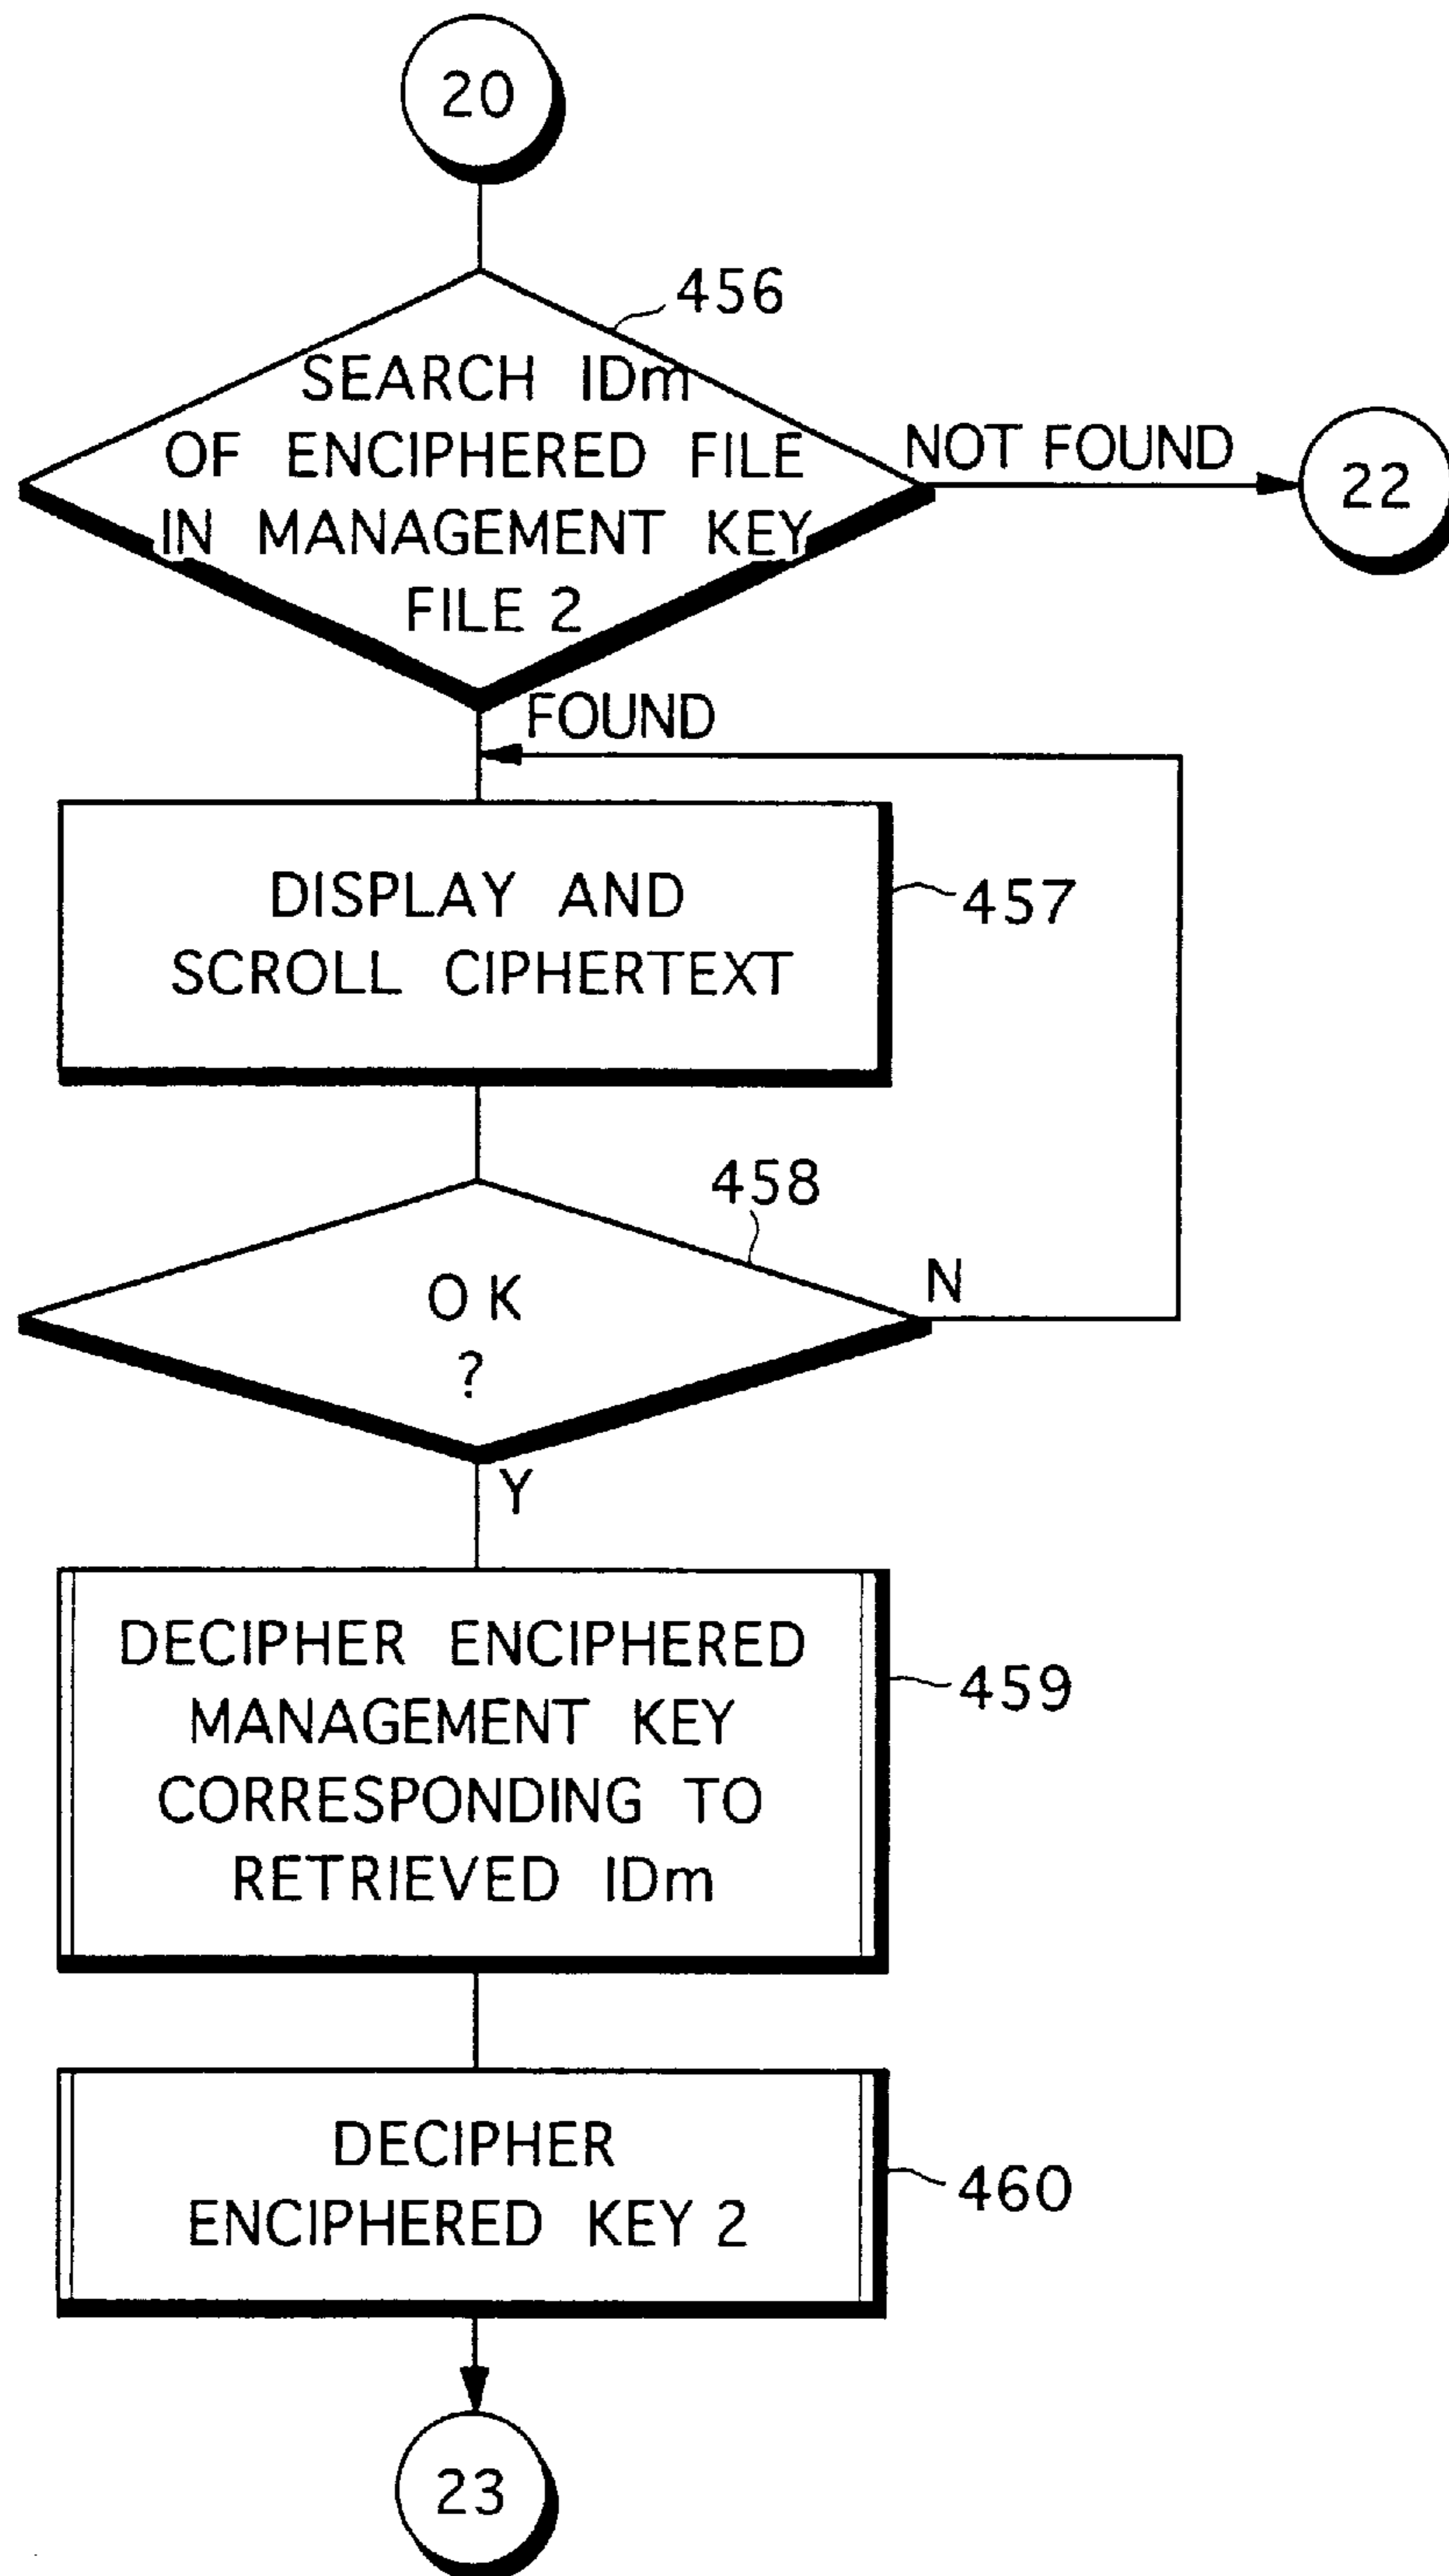 20
456
SEARCH IDm
OF ENCIPHERED FILE
IN MANAGEMENT KEY
FILE 2
NOT FOUND
22
FOUND
DISPLAY AND
SCROLL CIPHERTEXT
457
458
OK
?
N
Y
DECIPHER ENCIPHERED
MANAGEMENT KEY
CORRESPONDING TO
RETRIEVED IDm
459
DECIPHER
ENCIPHERED KEY 2
460
23